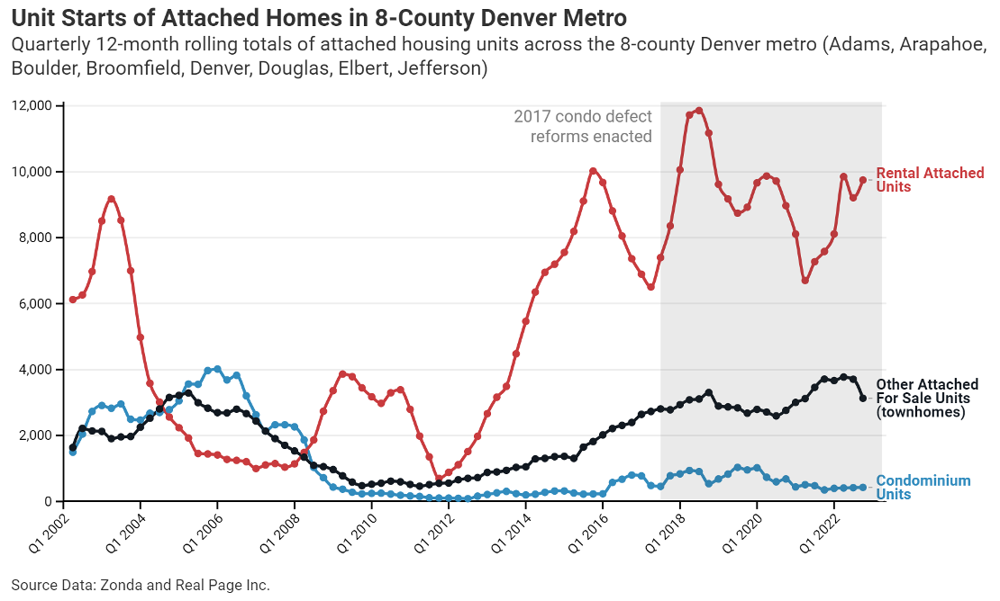 Unit Starts of Attached Homes in 8-County Denver Metro
Quarterly 12-month rolling totals of attached housing units across the 8-county Denver metro (Adams, Arapahoe,
Boulder, Broomfield, Denver, Douglas, Elbert, Jefferson)
12,000
10,000
8,000
6,000
4,000
2,000
0
2017 condo defect
reforms enacted
Rental Attached
Units
Other Attached
For Sale Units
(townhomes)
Condominium
Units
Q1 2002
Q1 2004
Q1 2006
Q1 2008
Q1 2010
Q1 2012
Q1 2014
Q1 2016
Q1 2018
Q1 2020
Q1 2022
Source Data: Zonda and Real Page Inc.